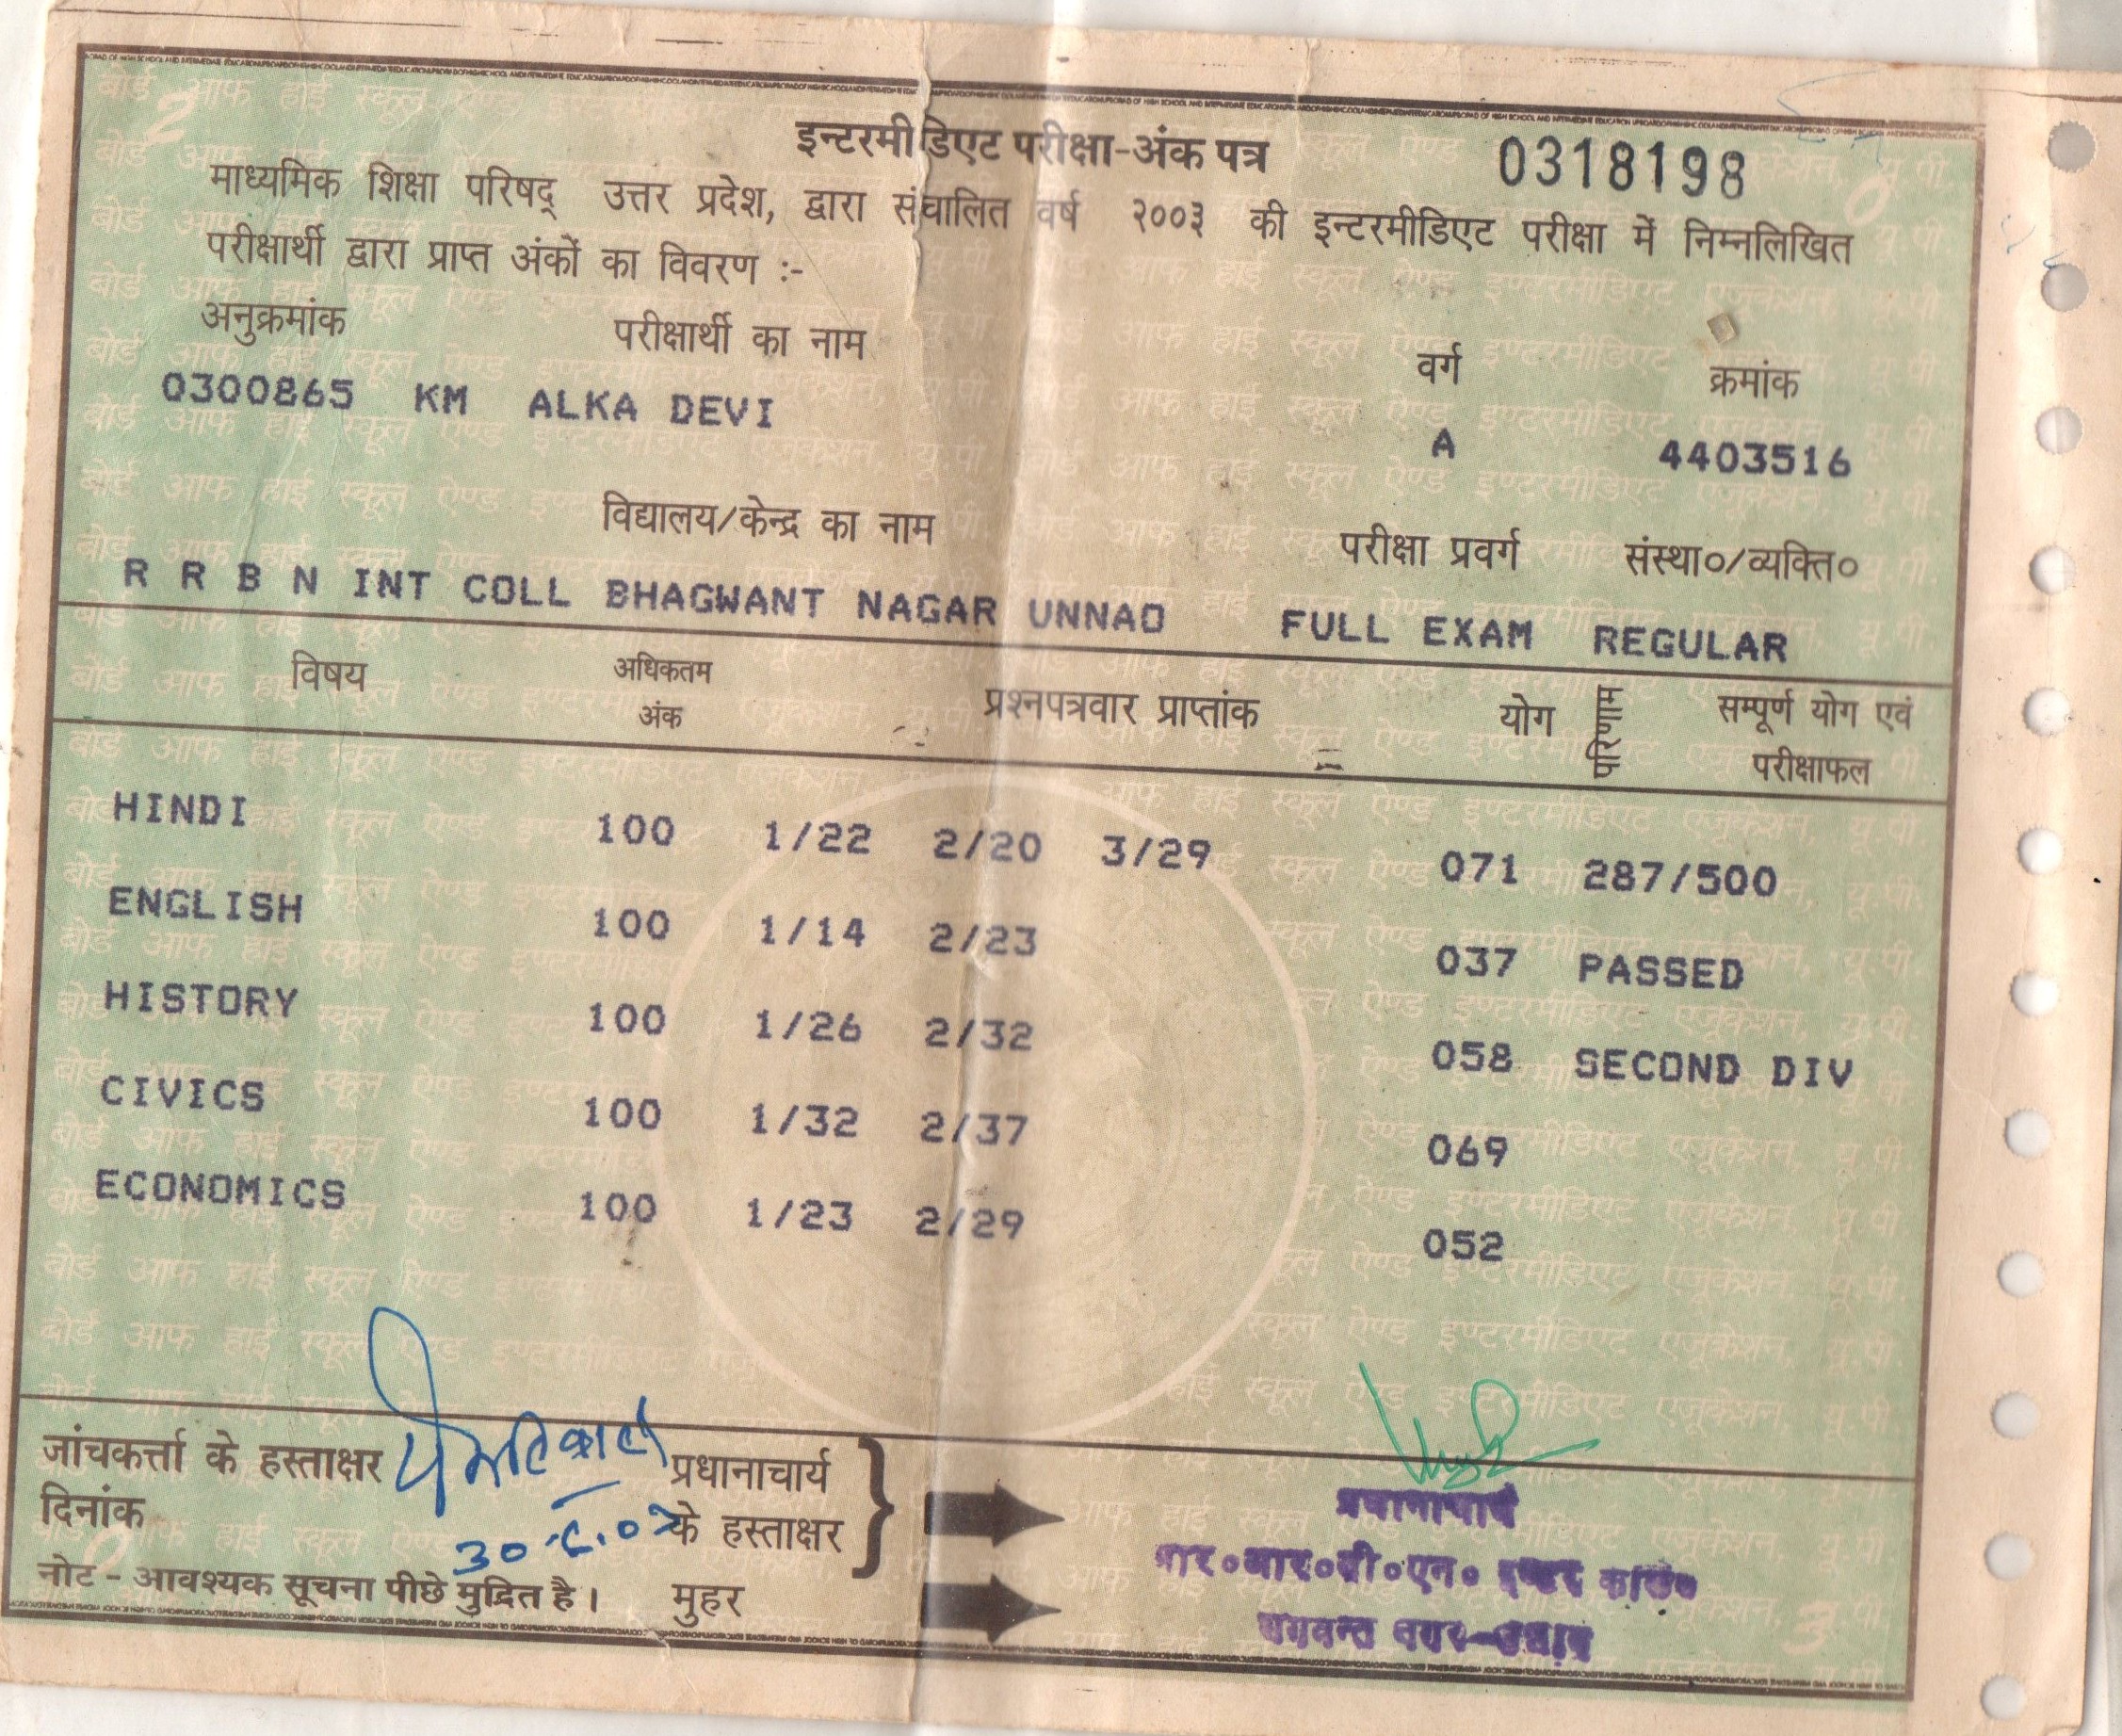 इन्टरमीडिएट परीक्षा-अंक पत्र 0318198
माध्यमिक शिक्षा परिषद् उत्तर प्रदेश, द्वारा संचालित वर्ष २००३ की इन्टरमीडिएट परीक्षा में निम्नलिखित
परीक्षार्थी द्वारा प्राप्त अंकों का विवरण :-
अनुक्रमांक परीक्षार्थी का नाम वर्ग क्रमांक
0300865 KM ALKA DEVI A 4403516
विद्यालय/केन्द्र का नाम परीक्षा प्रवर्ग संस्था०/व्यक्ति०
R R B N INT COLL BHAGWANT NAGAR UNNAO FULL EXAM REGULAR
विषय अधिकतम अंक प्रश्नपत्रवार प्राप्तांक योग परिणाम सम्पूर्ण योग एवं परीक्षाफल
HINDI 100 1/22 2/20 3/29 071 287/500
ENGLISH 100 1/14 2/23 037 PASSED
HISTORY 100 1/26 2/32 058 SECOND DIV
CIVICS 100 1/32 2/37 069
ECONOMICS 100 1/23 2/29 052
जांचकर्त्ता के हस्ताक्षर प्रधानाचार्य
दिनांक के हस्ताक्षर
नोट - आवश्यक सूचना पीछे मुद्रित है। मुहर
प्रधानाचार्य
आर०आर०बी०एन० इण्टर कालेज
भगवन्त नगर-उन्नाव